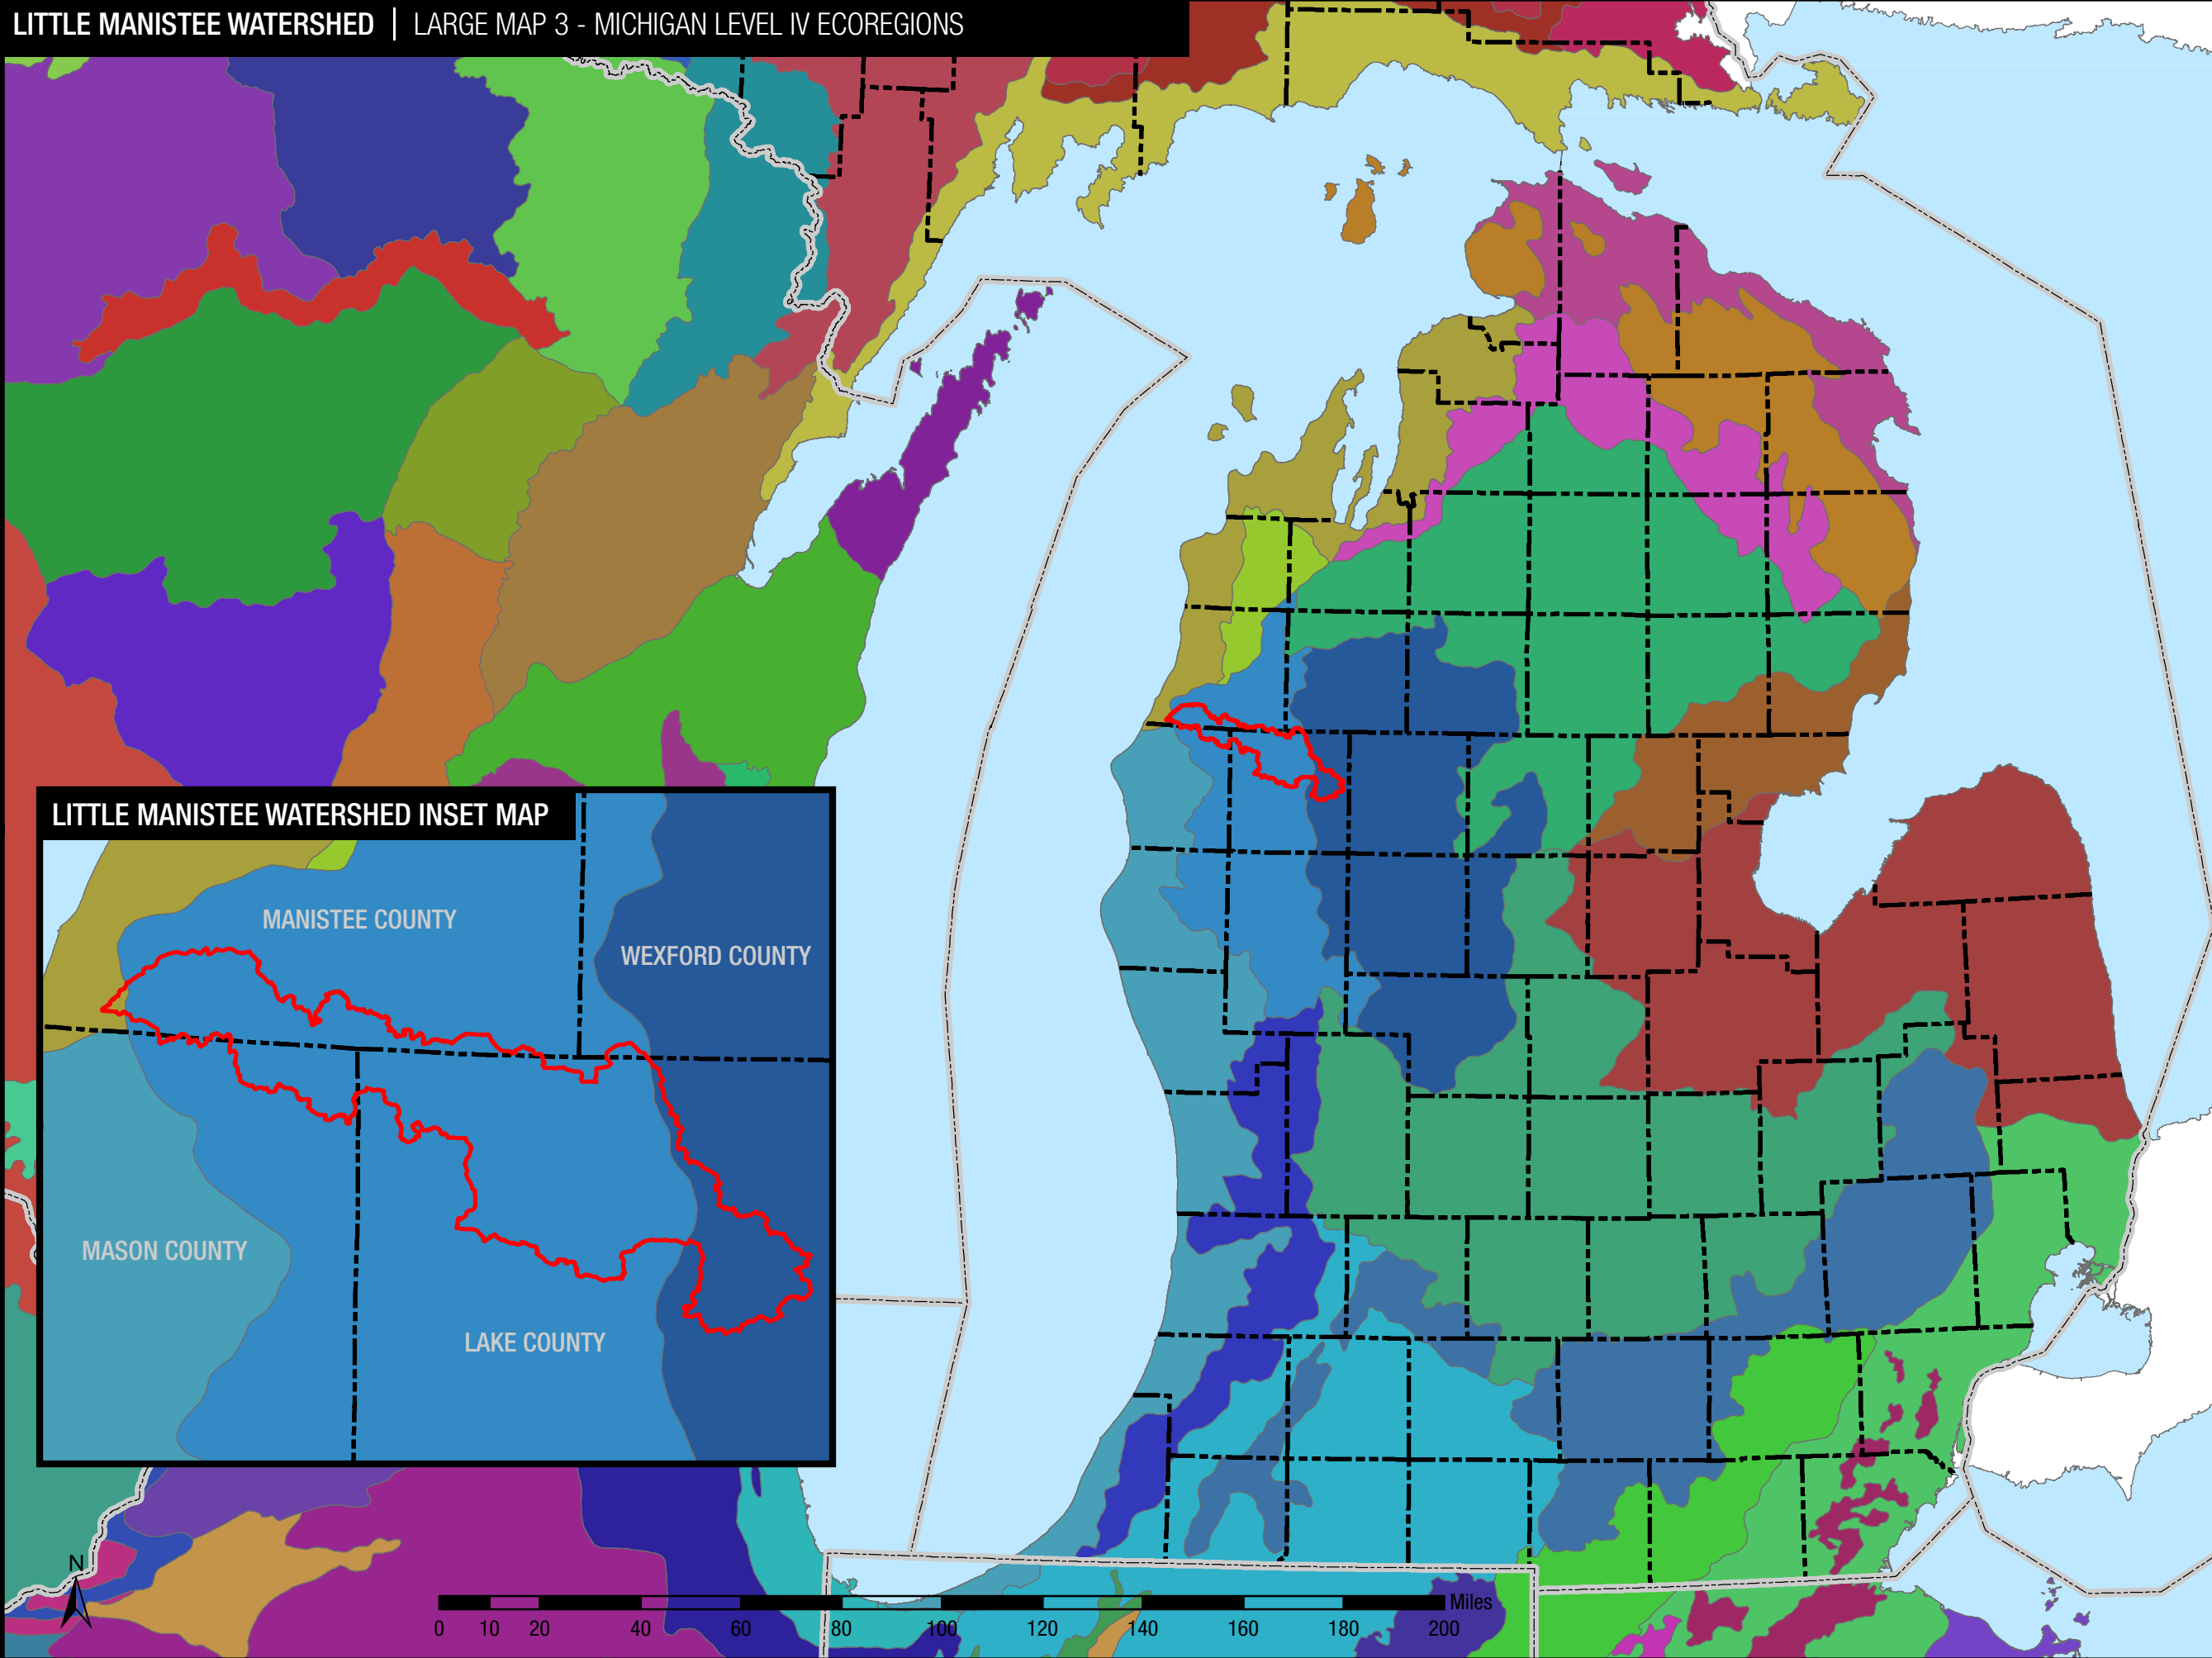 LITTLE MANISTEE WATERSHED | LARGE MAP 3 - MICHIGAN LEVEL IV ECOREGIONS
LITTLE MANISTEE WATERSHED INSET MAP
MANISTEE COUNTY
WEXFORD COUNTY
MASON COUNTY
LAKE COUNTY
N
Miles
0 10 20 40 60 80 100 120 140 160 180 200